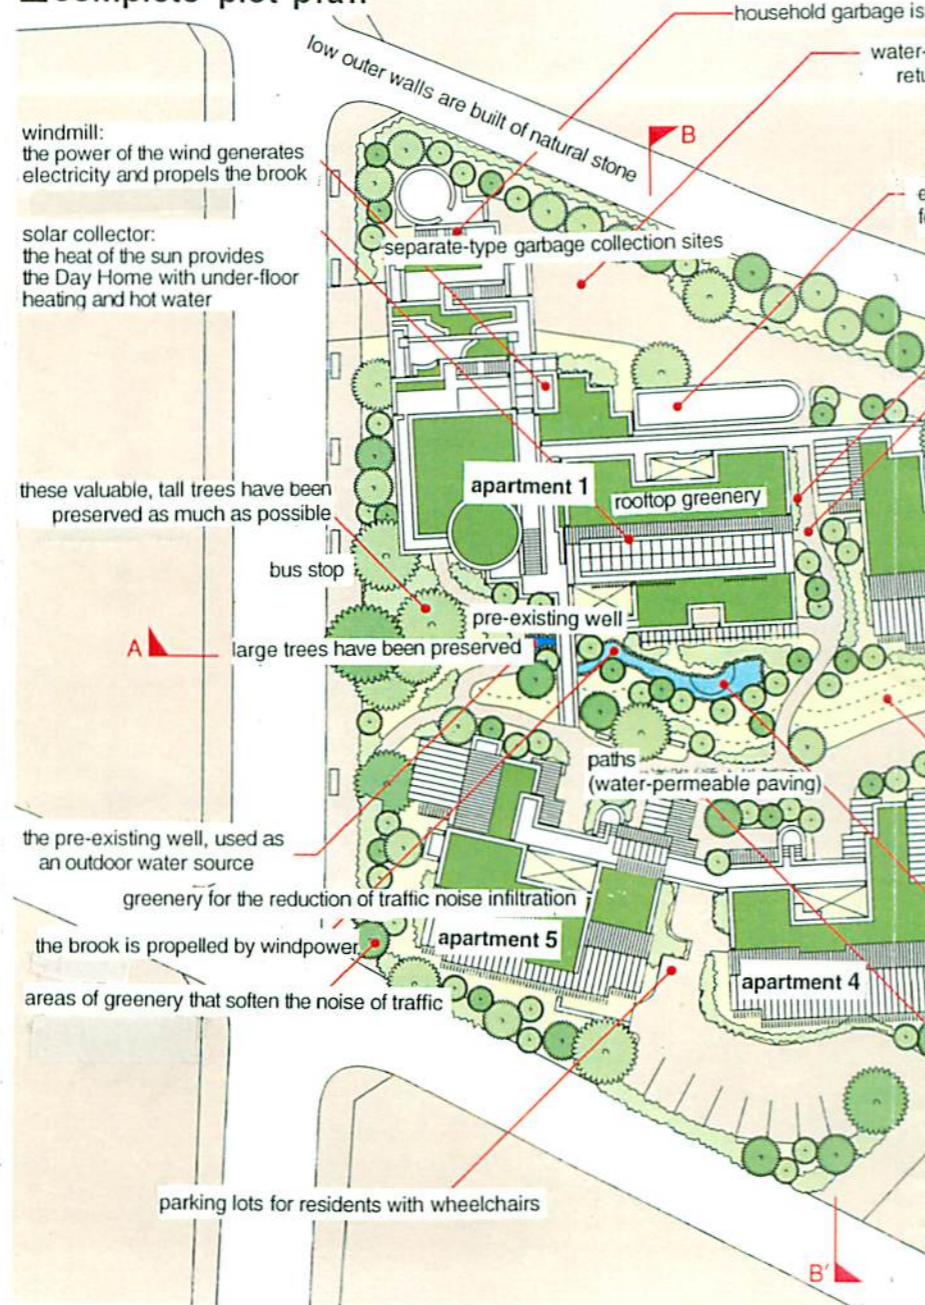 complete plot plan
household garbage is
low outer walls are built of natural stone
water-
retu
windmill:
the power of the wind generates
electricity and propels the brook
B
solar collector:
the heat of the sun provides
the Day Home with under-floor
heating and hot water
separate-type garbage collection sites
e
these valuable, tall trees have been
preserved as much as possible
apartment 1
rooftop greenery
bus stop
pre-existing well
A
large trees have been preserved
paths
(water-permeable paving)
the pre-existing well, used as
an outdoor water source
greenery for the reduction of traffic noise infiltration
the brook is propelled by windpower
apartment 5
apartment 4
areas of greenery that soften the noise of traffic
parking lots for residents with wheelchairs
B'